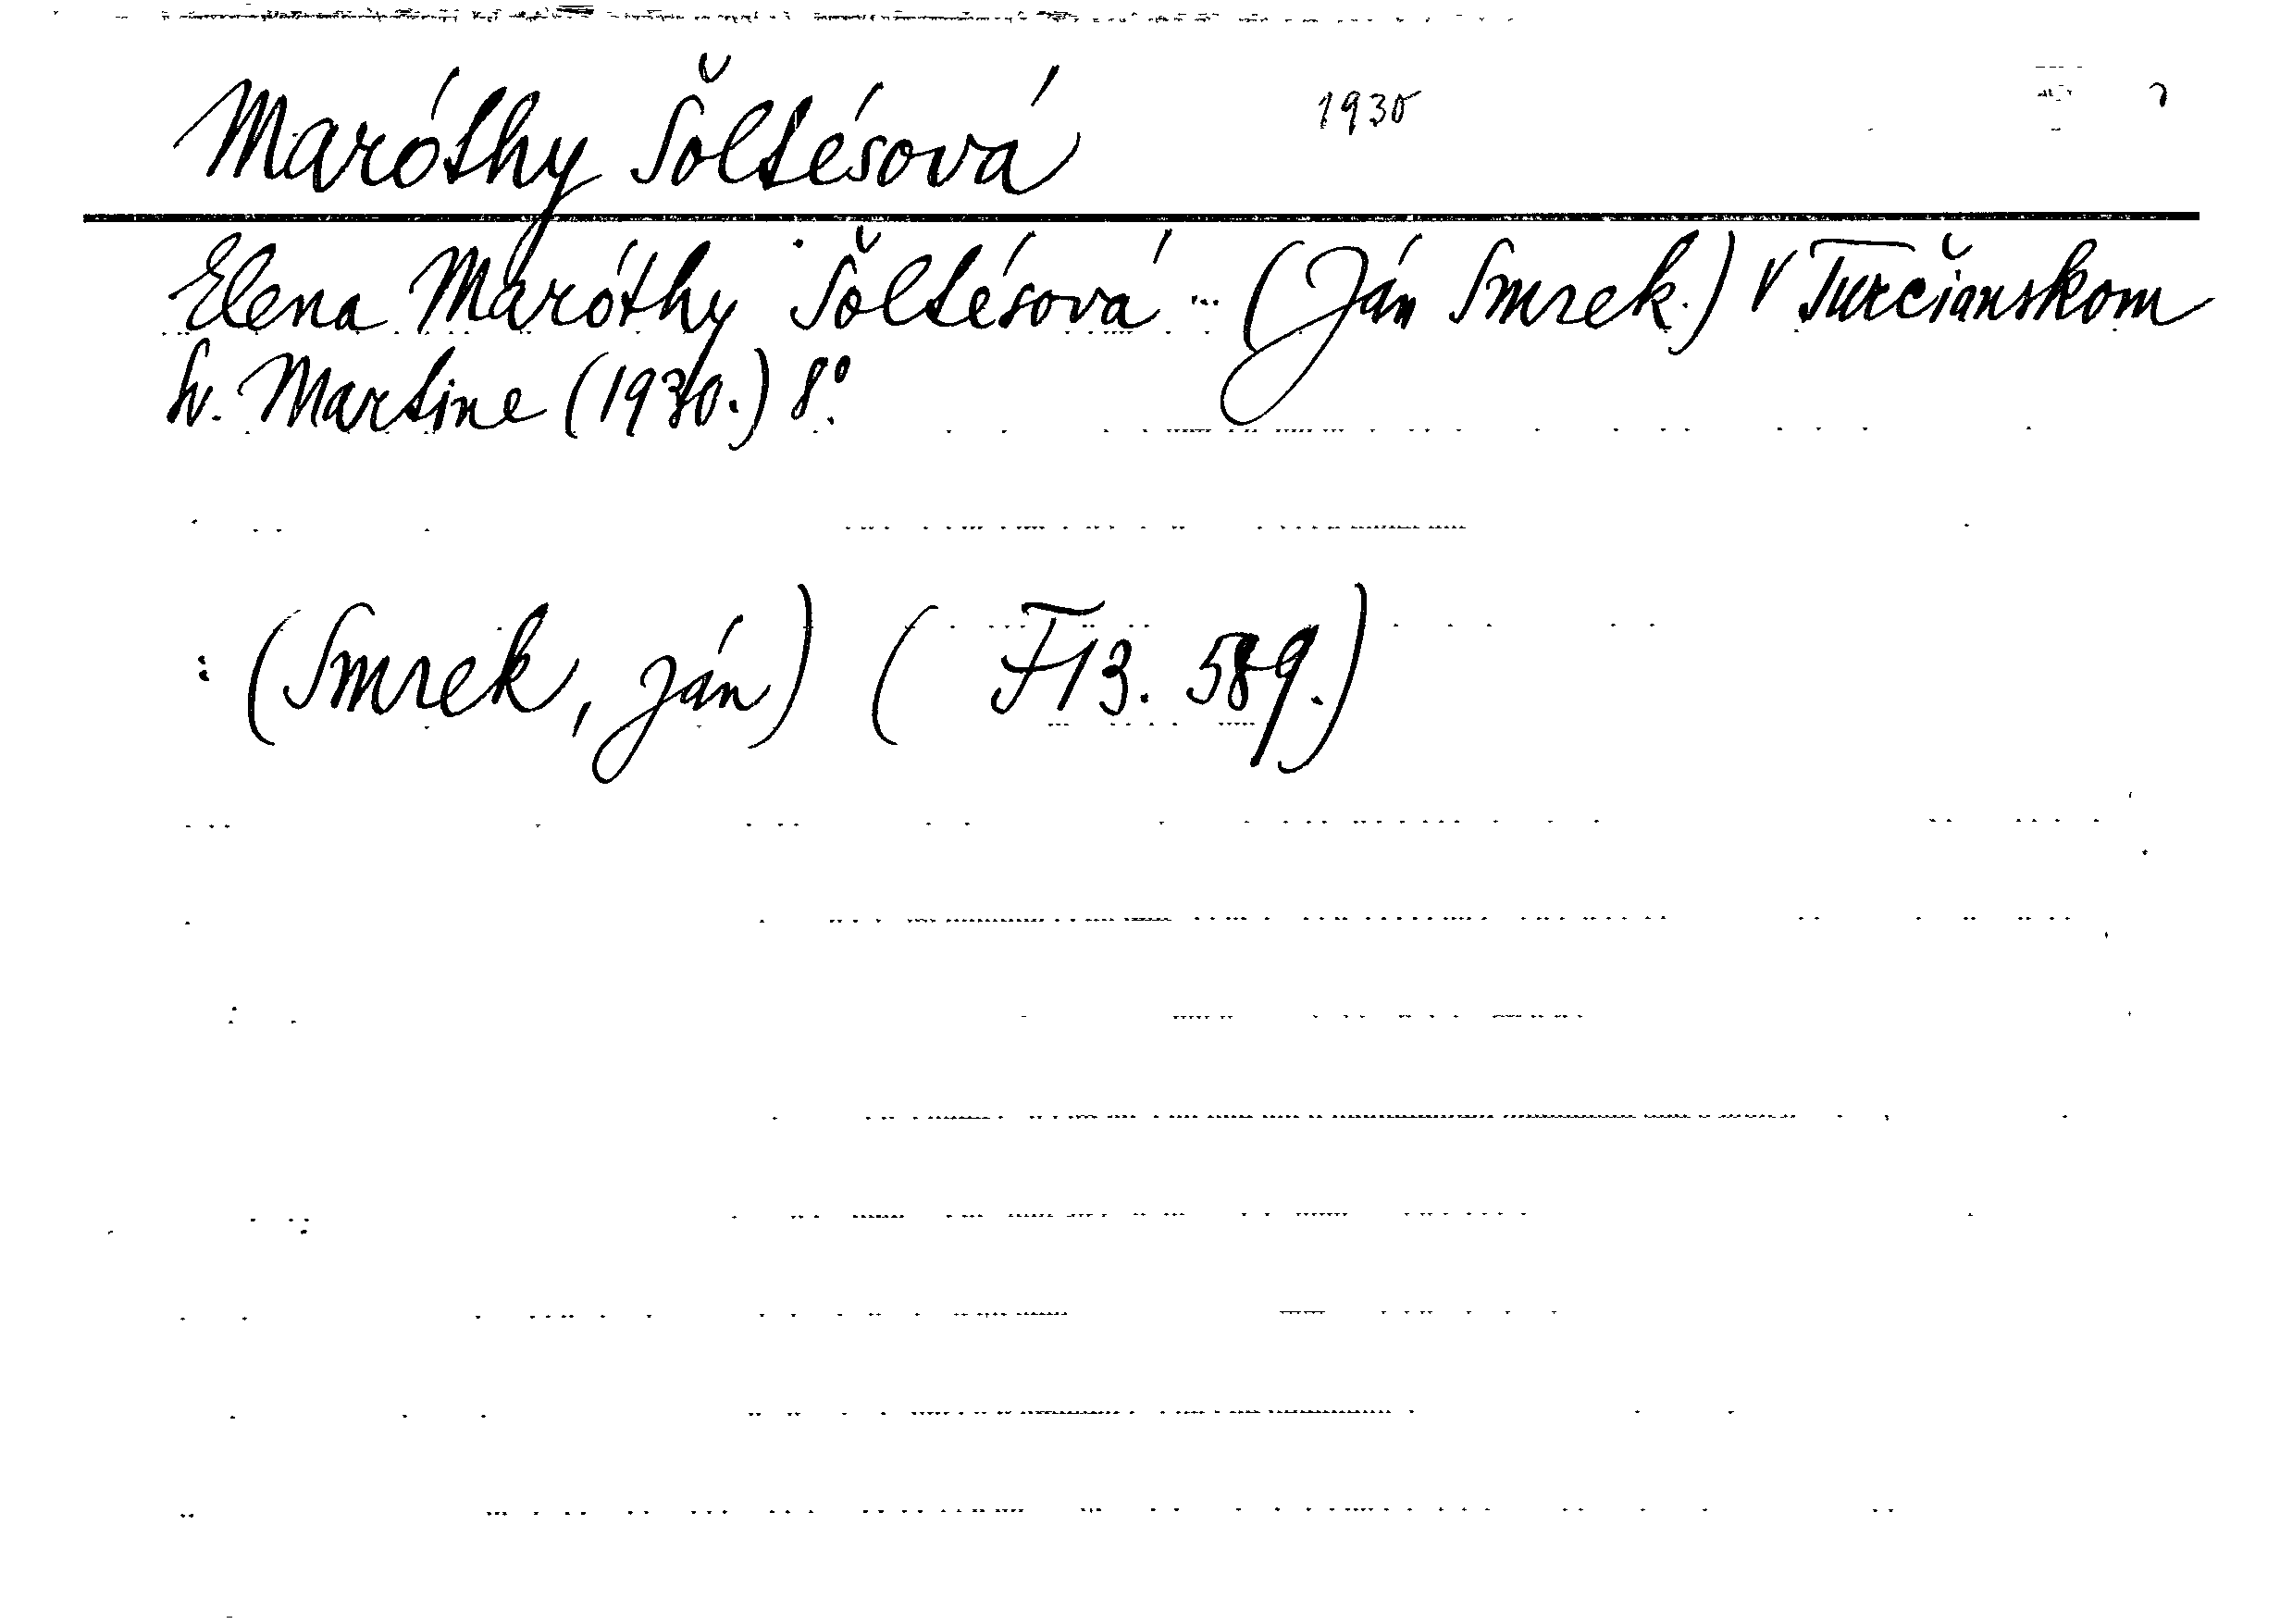 Maróthy Šoltésová 1930
Elena Maróthy Šoltésová ... (Ján Smrek.) V Turčianskom
Sv. Martine (1930.) 8°.
: (Smrek, Ján) ( F13. 589.)